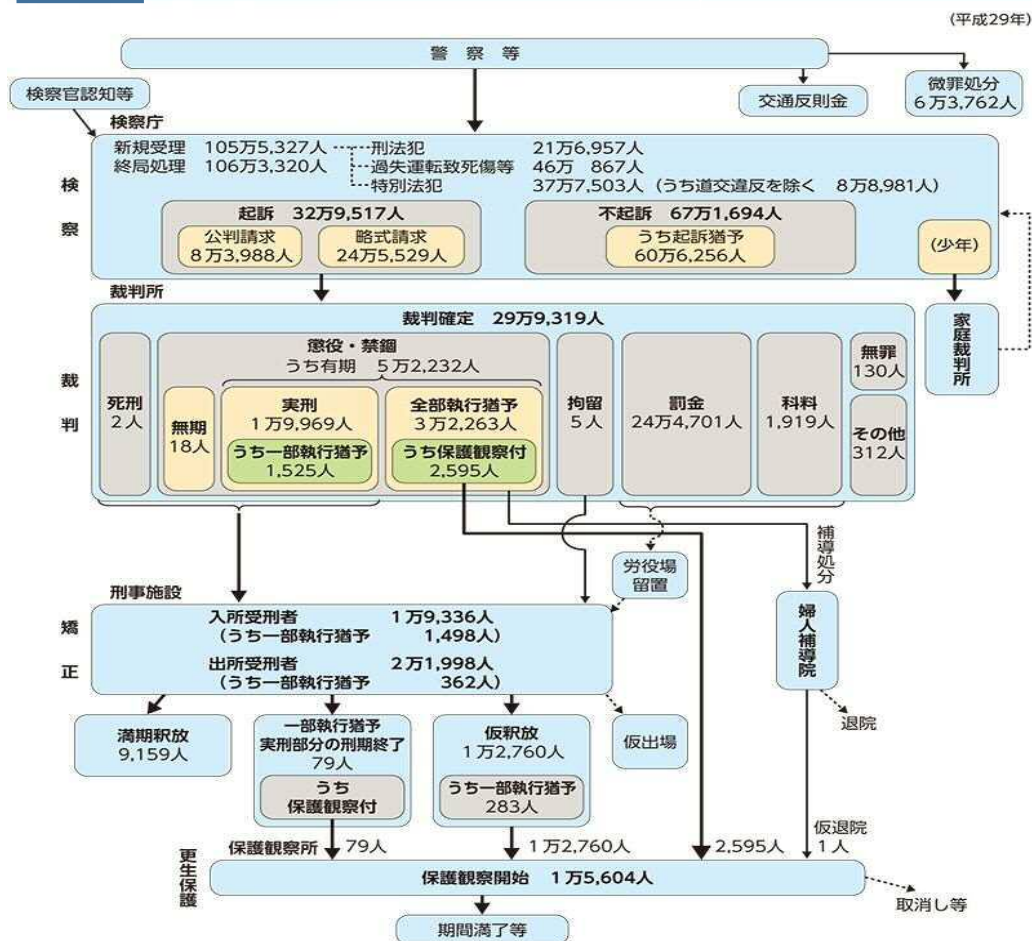 (平成29年)
警察等
検察官認知等
交通反則金
微罪処分
6万3,762人
検察庁
新規受理 105万5,327人 刑法犯 21万6,957人
終局処理 106万3,320人 過失運転致死傷等 46万 867人
特別法犯 37万7,503人 (うち道交違反を除く 8万8,981人)
検察
起訴 32万9,517人
公判請求
8万3,988人
略式請求
24万5,529人
不起訴 67万1,694人
うち起訴猶予
60万6,256人
(少年)
裁判所
家庭裁判所
裁判
裁判確定 29万9,319人
死刑
2人
懲役・禁錮
うち有期 5万2,232人
無期
18人
実刑
1万9,969人
うち一部執行猶予
1,525人
全部執行猶予
3万2,263人
うち保護観察付
2,595人
拘留
5人
罰金
24万4,701人
科料
1,919人
無罪
130人
その他
312人
労役場
留置
補導処分
婦人補導院
退院
刑事施設
矯正
入所受刑者 1万9,336人
(うち一部執行猶予 1,498人)
出所受刑者 2万1,998人
(うち一部執行猶予 362人)
満期釈放
9,159人
一部執行猶予
実刑部分の刑期終了
79人
うち
保護観察付
仮釈放
1万2,760人
うち一部執行猶予
283人
仮出場
仮退院
1人
更生保護
保護観察所 79人 1万2,760人 2,595人
保護観察開始 1万5,604人
取消し等
期間満了等